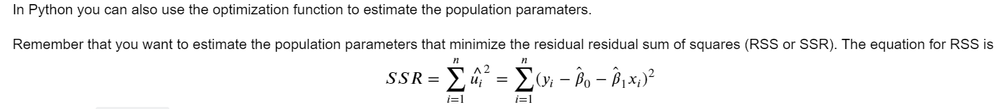 In Python you can also use the optimization function to estimate the population paramaters.
Remember that you want to estimate the population parameters that minimize the residual residual sum of squares (RSS or SSR). The equation for RSS is
$SSR = \sum_{i=1}^{n} \hat{u}_i^2 = \sum_{i=1}^{n} (y_i - \hat{\beta}_0 - \hat{\beta}_1 x_i)^2$